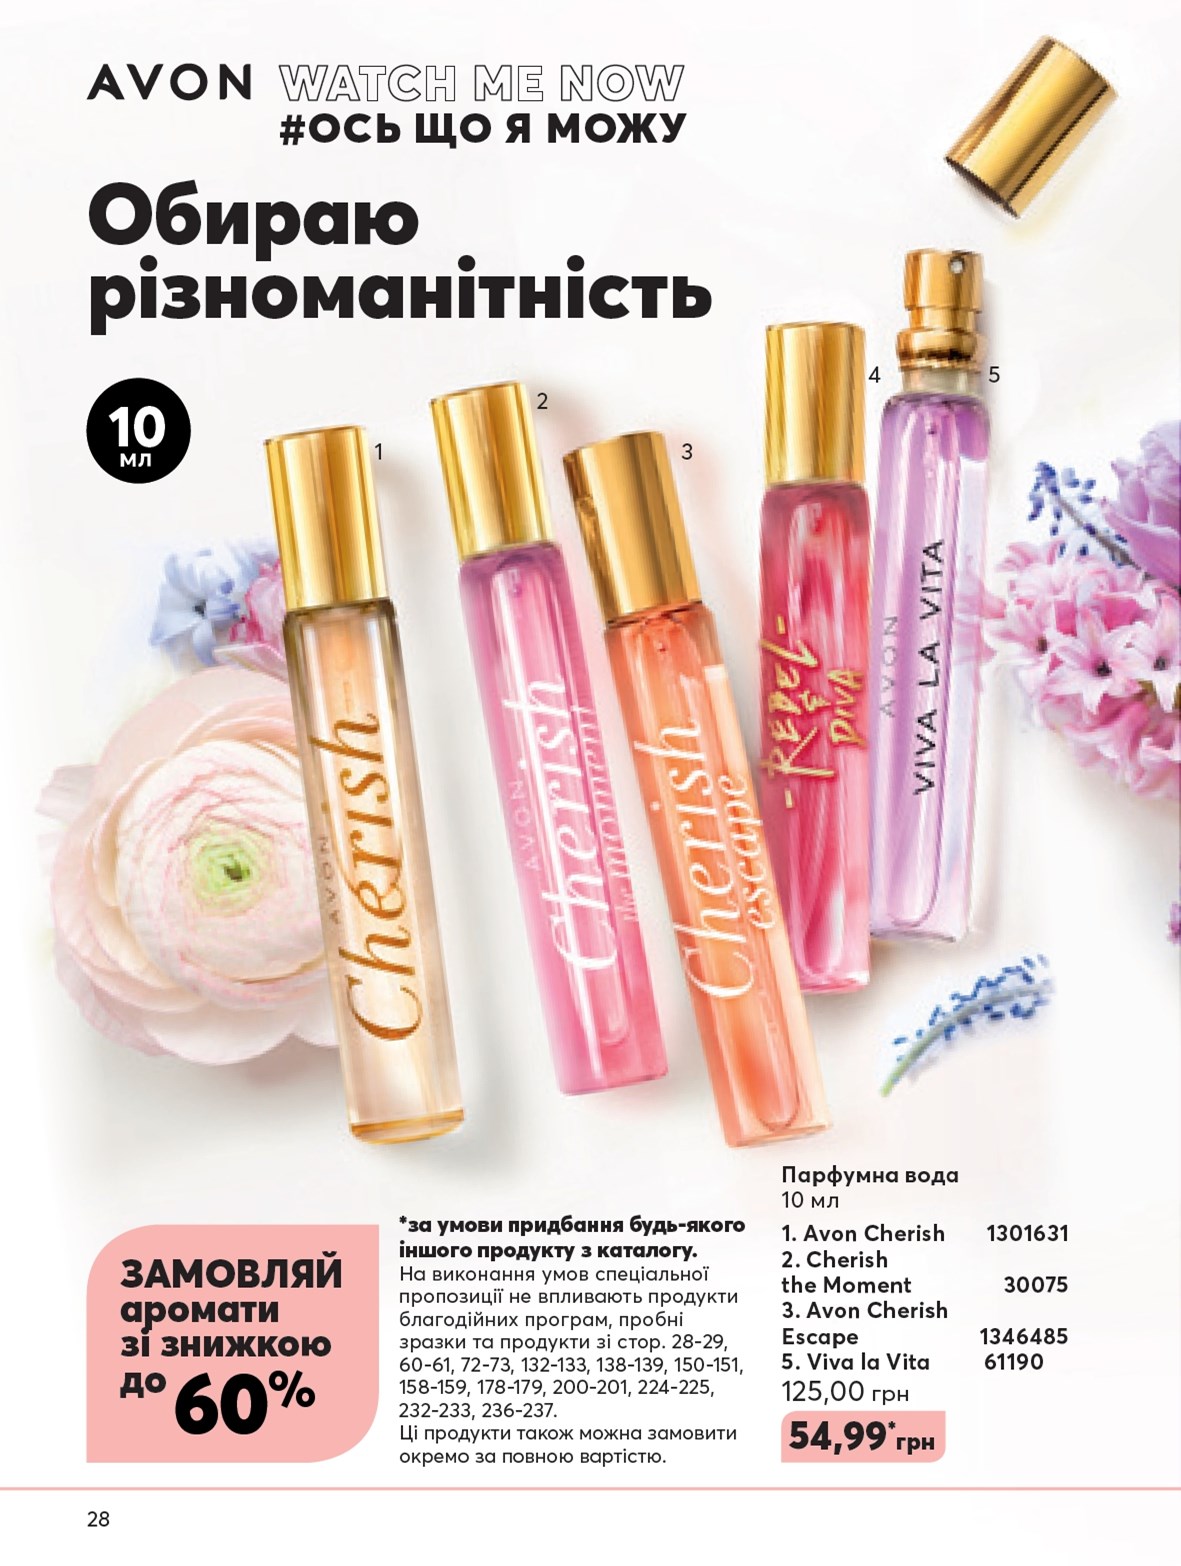 AVON WATCH ME NOW
#ОСЬ ЩО Я МОЖУ
Обираю
різноманітність
10
мл
1
2
3
4
5
AVON
Cherish
AVON
Cherish
the moment
Cherish
escape
-REBEL-
&
DIVA
AVON
VIVA LA VITA
ЗАМОВЛЯЙ
аромати
зі знижкою
до 60%
*за умови придбання будь-якого
іншого продукту з каталогу.
На виконання умов спеціальної
пропозиції не впливають продукти
благодійних програм, пробні
зразки та продукти зі стор. 28-29,
60-61, 72-73, 132-133, 138-139, 150-151,
158-159, 178-179, 200-201, 224-225,
232-233, 236-237.
Ці продукти також можна замовити
окремо за повною вартістю.
Парфумна вода
10 мл
1. Avon Cherish 1301631
2. Cherish
the Moment 30075
3. Avon Cherish
Escape 1346485
5. Viva la Vita 61190
125,00 грн
54,99* грн
28